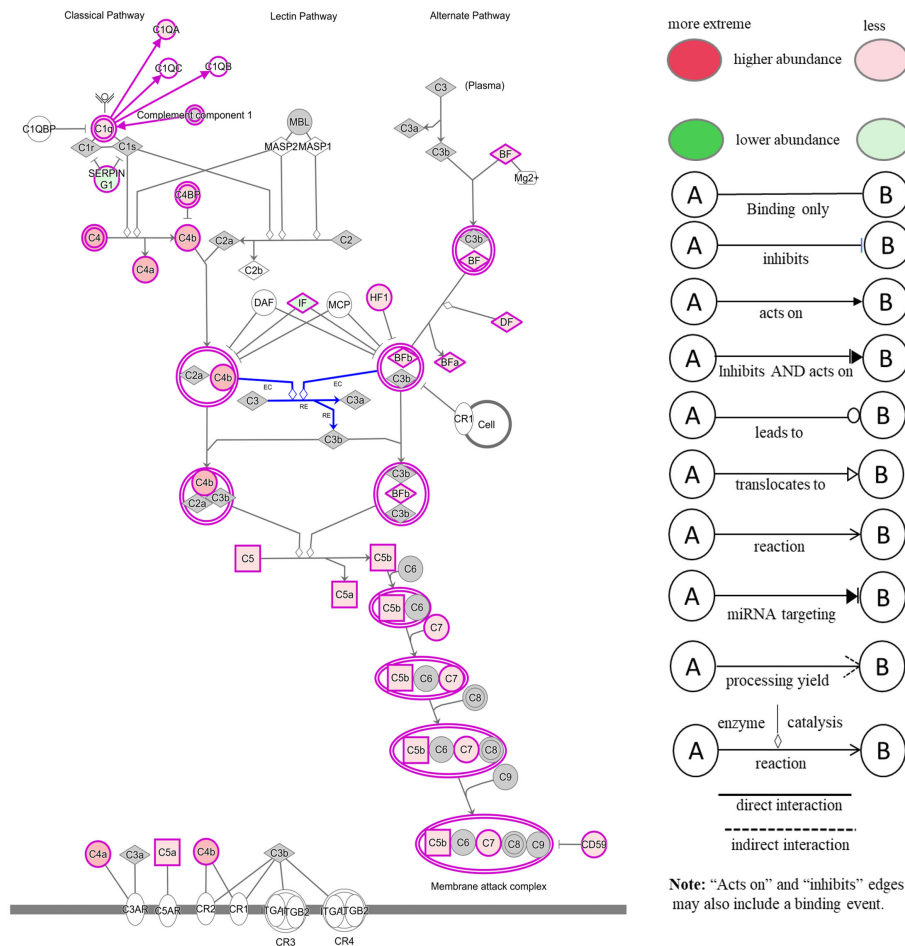 Classical Pathway
Lectin Pathway
Alternate Pathway
C1QA
C1QC
C1QB
Complement component 1
C1QBP
C1q
C1r
C1s
SERPIN
G1
MBL
MASP2
MASP1
C3
(Plasma)
C3a
C3b
BF
Mg2+
C4BP
C4
C4b
C4a
C2a
C2
C2b
C3b
BF
DAF
IF
MCP
HF1
DF
BFa
C2a
C4b
BFb
C3b
EC
EC
C3
RE
C3a
RE
C3b
CR1
Cell
C4b
C2a
C3b
C3b
BFb
C3b
C5
C5b
C6
C5a
C5b
C6
C7
C5b
C6
C7
C8
C5b
C6
C7
C8
C9
C5b
C6
C7
C8
C9
CD59
Membrane attack complex
C4a
C3a
C5a
C4b
C3b
C3AR
C5AR
CR2
CR1
ITGAM
ITGB2
ITGAX
ITGB2
CR3
CR4
more extreme
less
higher abundance
lower abundance
A
Binding only
B
A
inhibits
B
A
acts on
B
A
Inhibits AND acts on
B
A
leads to
B
A
translocates to
B
A
reaction
B
A
miRNA targeting
B
A
processing yield
B
enzyme
catalysis
A
reaction
B
direct interaction
indirect interaction
Note: “Acts on” and “inhibits” edges
may also include a binding event.